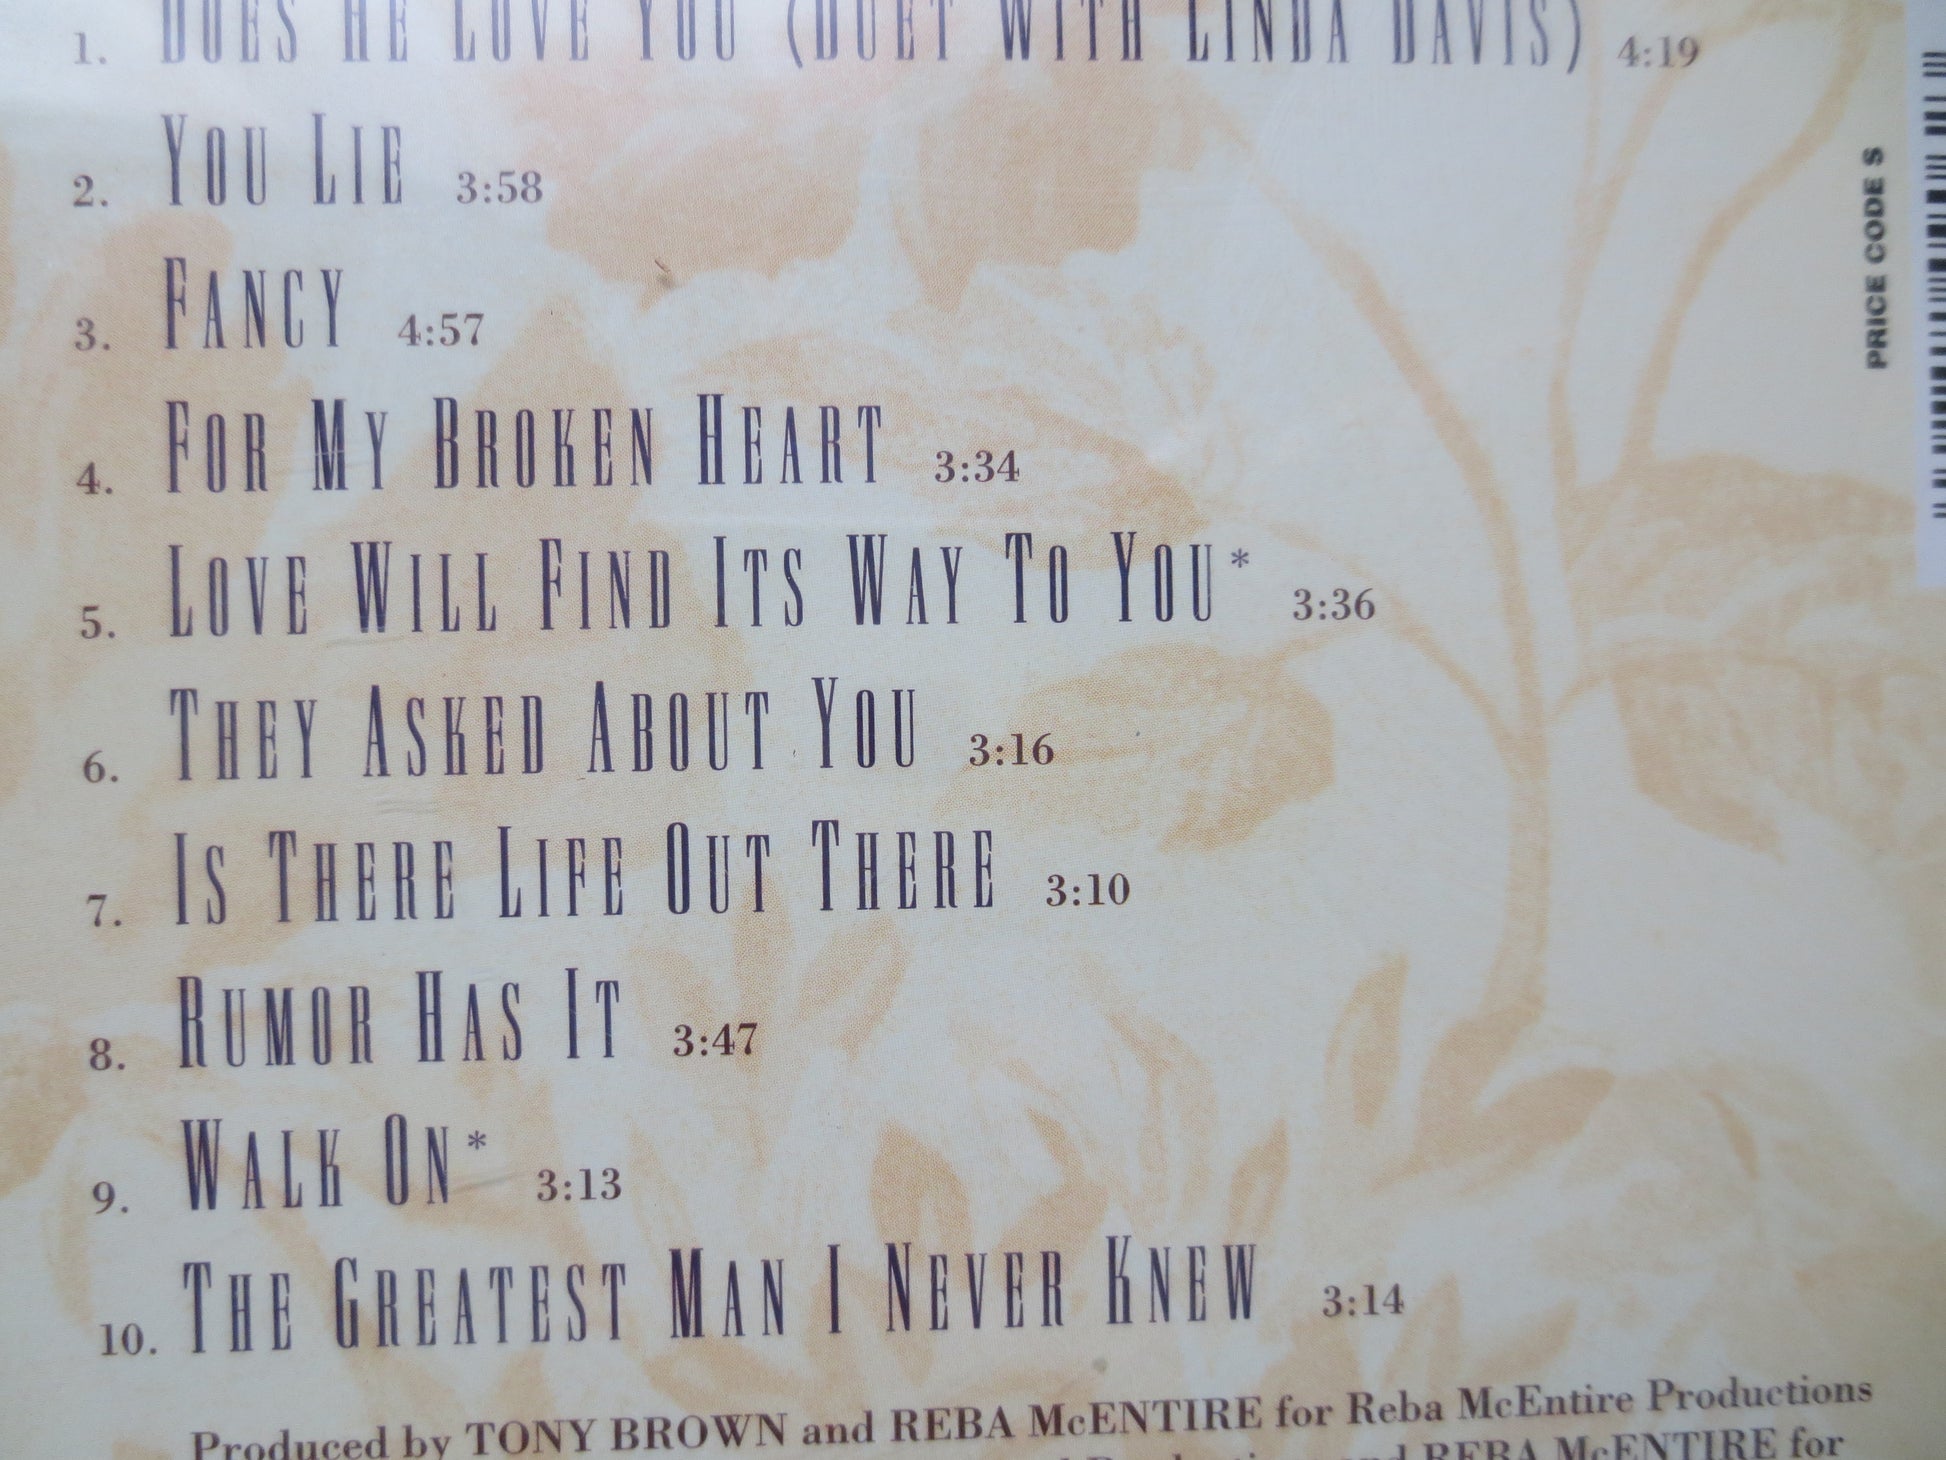 1. DOES HE LOVE YOU (DUET WITH LINDA DAVIS) 4:19
2. YOU LIE 3:58
3. FANCY 4:57
4. FOR MY BROKEN HEART 3:34
5. LOVE WILL FIND ITS WAY TO YOU* 3:36
6. THEY ASKED ABOUT YOU 3:16
7. IS THERE LIFE OUT THERE 3:10
8. RUMOR HAS IT 3:47
9. WALK ON* 3:13
10. THE GREATEST MAN I NEVER KNEW 3:14
Produced by TONY BROWN and REBA McENTIRE for Reba McEntire Productions
and REBA McENTIRE for
PRICE CODE S